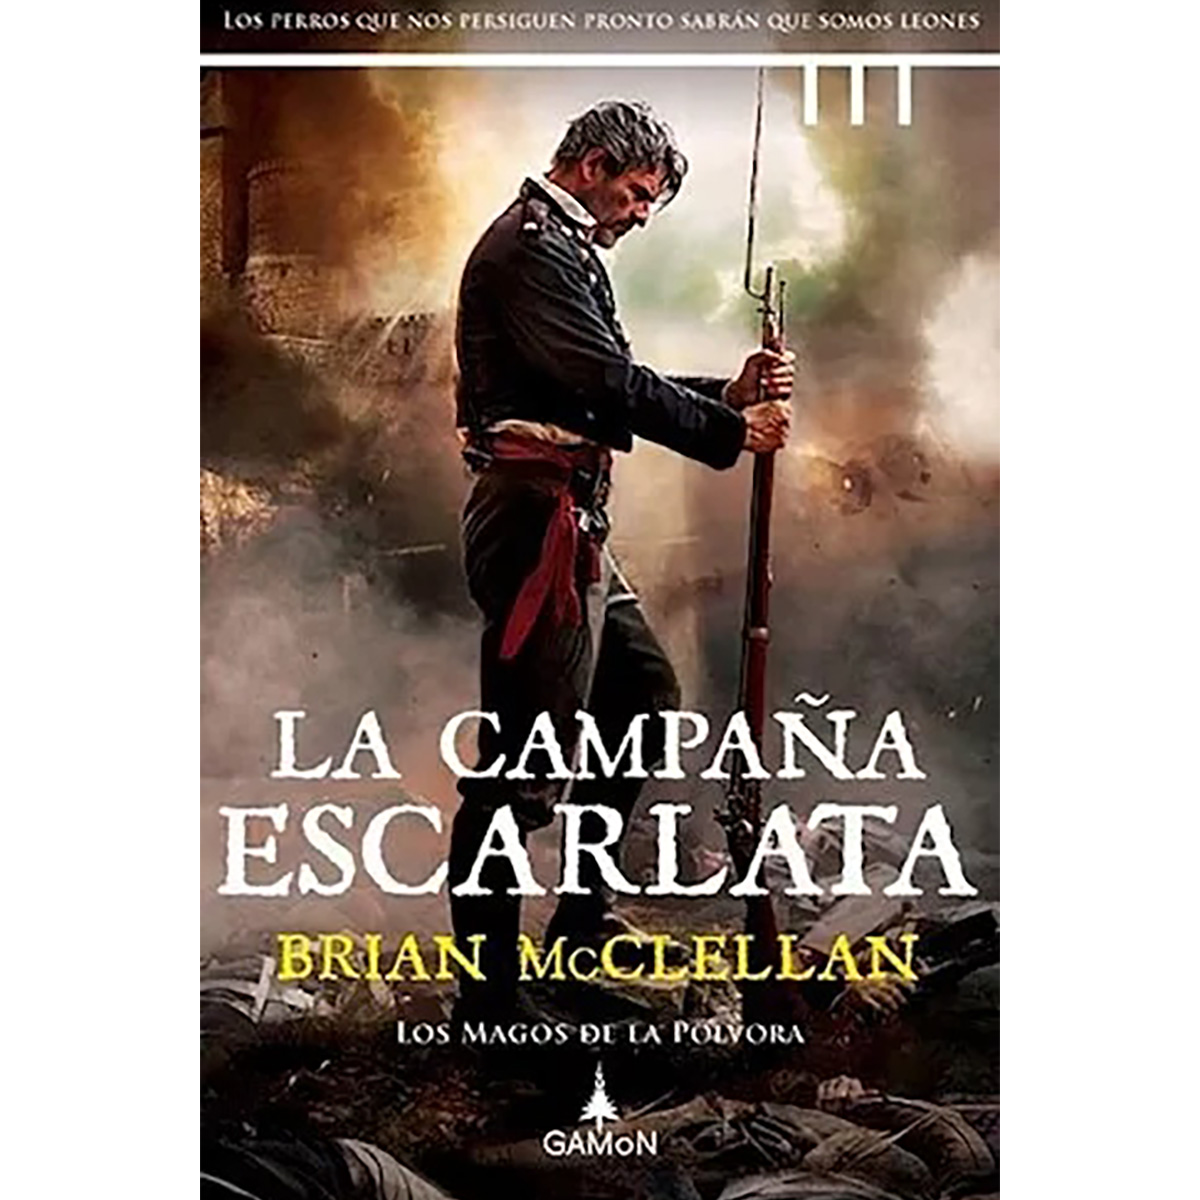 LOS PERROS QUE NOS PERSIGUEN PRONTO SABRÁN QUE SOMOS LEONES
LA CAMPAÑA
ESCARLATA
BRIAN McCLELLAN
LOS MAGOS DE LA PÓLVORA
GAMoN